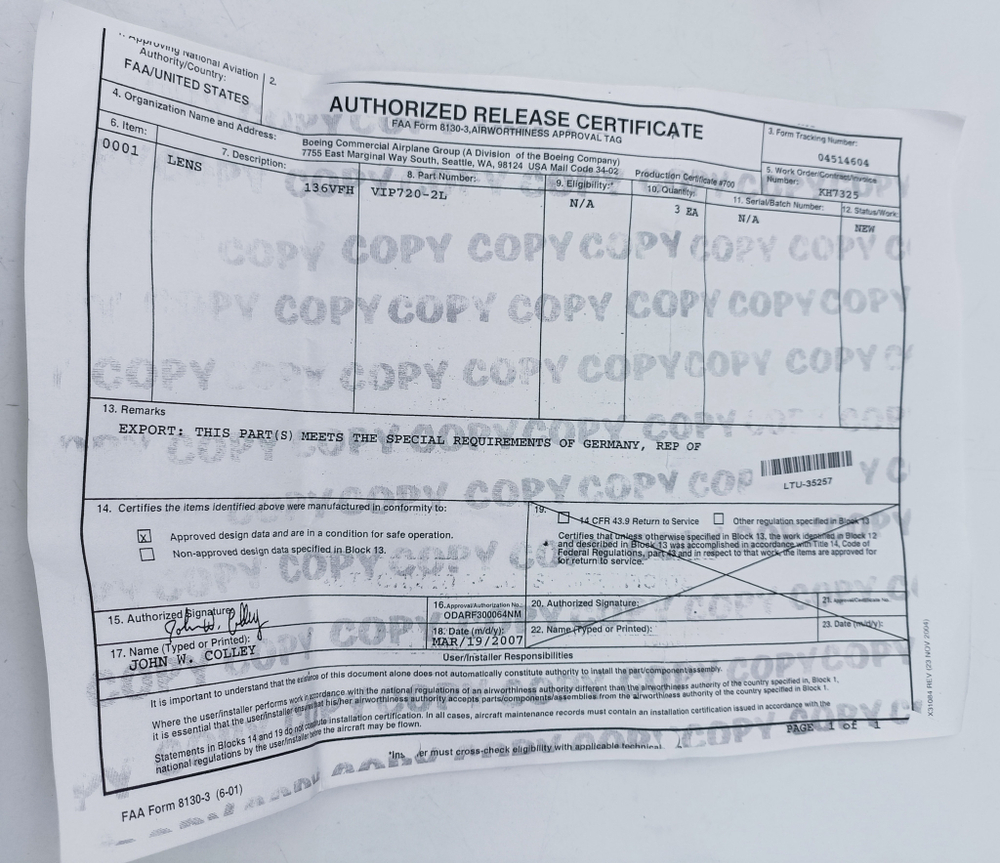 1. Approving National Aviation
Authority/Country:
FAA/UNITED STATES
2.
AUTHORIZED RELEASE CERTIFICATE
FAA Form 8130-3, AIRWORTHINESS APPROVAL TAG
3. Form Tracking Number:
04514604
4. Organization Name and Address:
Boeing Commercial Airplane Group (A Division of the Boeing Company)
7755 East Marginal Way South, Seattle, WA, 98124 USA Mail Code 34-02
Production Certificate #700
5. Work Order/Contract/Invoice
Number:
KH7325
6. Item:
7. Description:
8. Part Number:
9. Eligibility:*
10. Quantity:
11. Serial/Batch Number:
12. Status/Work:
0001
LENS
136VFH
VIP720-2L
N/A
3 EA
N/A
NEW
COPY COPY COPY COPY COPY COPY
COPY COPY COPY COPY COPY COPY
COPY COPY COPY COPY COPY COPY
13. Remarks
EXPORT: THIS PART(S) MEETS THE SPECIAL REQUIREMENTS OF GERMANY, REP OF
LTU-35257
14. Certifies the items identified above were manufactured in conformity to:
x Approved design data and are in a condition for safe operation.
Non-approved design data specified in Block 13.
19.
14 CFR 43.9 Return to Service
Other regulation specified in Block 13
Certifies that unless otherwise specified in Block 13, the work identified in Block 12
and described in Block 13 was accomplished in accordance with Title 14, Code of
Federal Regulations, part 43 and in respect to that work, the items are approved for
for return to service.
15. Authorized Signature:
John W. Colley
16. Approval/Authorization No.
ODARF300064NM
20. Authorized Signature:
21. Approval/Certificate No.
17. Name (Typed or Printed):
JOHN W. COLLEY
18. Date (m/d/y):
MAR/19/2007
22. Name (Typed or Printed):
23. Date (m/d/y):
User/Installer Responsibilities
It is important to understand that the existence of this document alone does not automatically constitute authority to install the part/component/assembly.
Where the user/installer performs work in accordance with the national regulations of an airworthiness authority different than the airworthiness authority of the country specified in, Block 1,
it is essential that the user/installer ensures that his/her airworthiness authority accepts parts/components/assemblies from the airworthiness authority of the country specified in, Block 1.
Statements in Blocks 14 and 19 do not constitute installation certification. In all cases, aircraft maintenance records must contain an installation certification issued in accordance with the
national regulations by the user/installer before the aircraft may be flown.
PAGE 1 of 1
*Ins er must cross-check eligibility with applicable technical
FAA Form 8130-3 (6-01)
X31084 REV (23 NOV 2004)